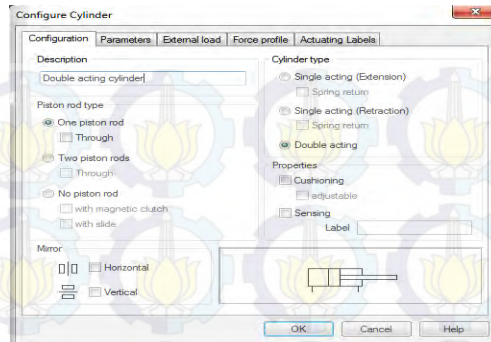 Configure Cylinder
Configuration Parameters External load Force profile Actuating Labels
Description
Double acting cylinder
Piston rod type
One piston rod
Through
Two piston rods
Through
No piston rod
with magnetic clutch
with slide
Mirror
Horizontal
Vertical
Cylinder type
Single acting (Extension)
Spring return
Single acting (Retraction)
Spring return
Double acting
Properties
Cushioning
adjustable
Sensing
Label
OK Cancel Help